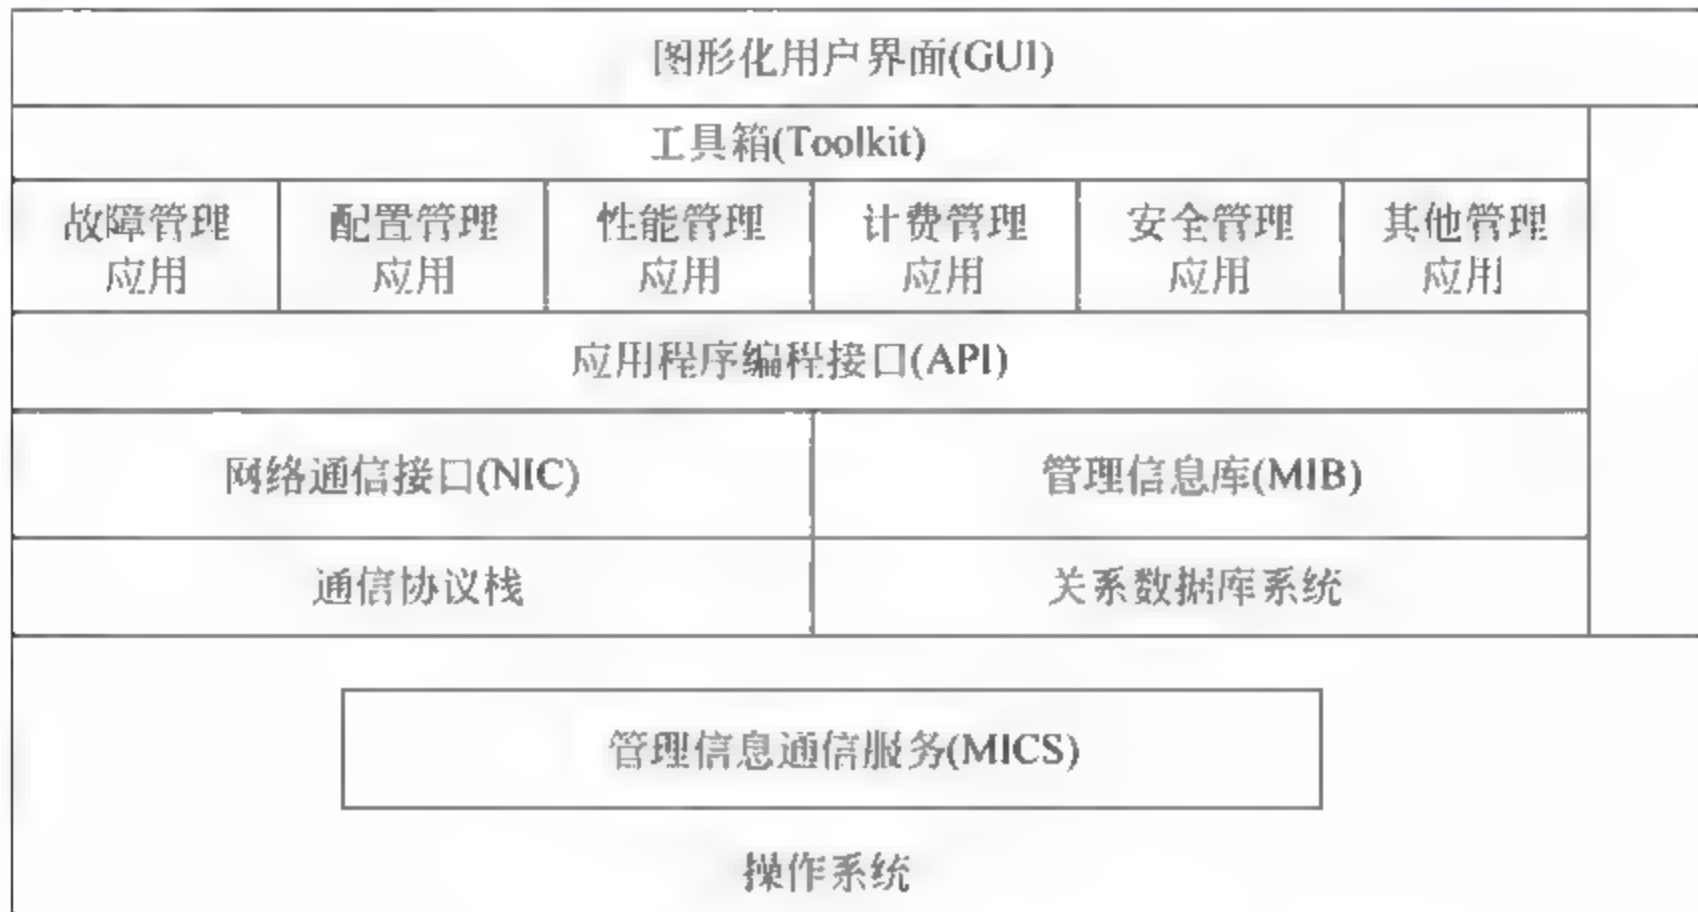 图形化用户界面(GUI)
工具箱(Toolkit)
故障管理
应用
配置管理
应用
性能管理
应用
计费管理
应用
安全管理
应用
其他管理
应用
应用程序编程接口(API)
网络通信接口(NIC)
管理信息库(MIB)
通信协议栈
关系数据库系统
管理信息通信服务(MICS)
操作系统